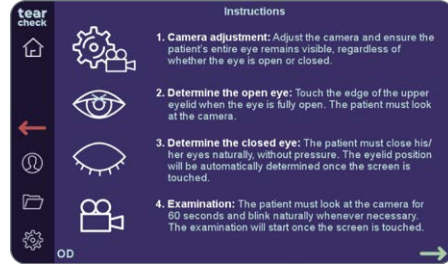 tear
check
Instructions
1. Camera adjustment: Adjust the camera and ensure the
patient's entire eye remains visible, regardless of
whether the eye is open or closed.
2. Determine the open eye: Touch the edge of the upper
eyelid when the eye is fully open. The patient must look
at the camera.
3. Determine the closed eye: The patient must close his/
her eyes naturally, without pressure. The eyelid position
will be automatically determined once the screen is
touched.
4. Examination: The patient must look at the camera for
60 seconds and blink naturally whenever necessary.
The examination will start once the screen is touched.
OD